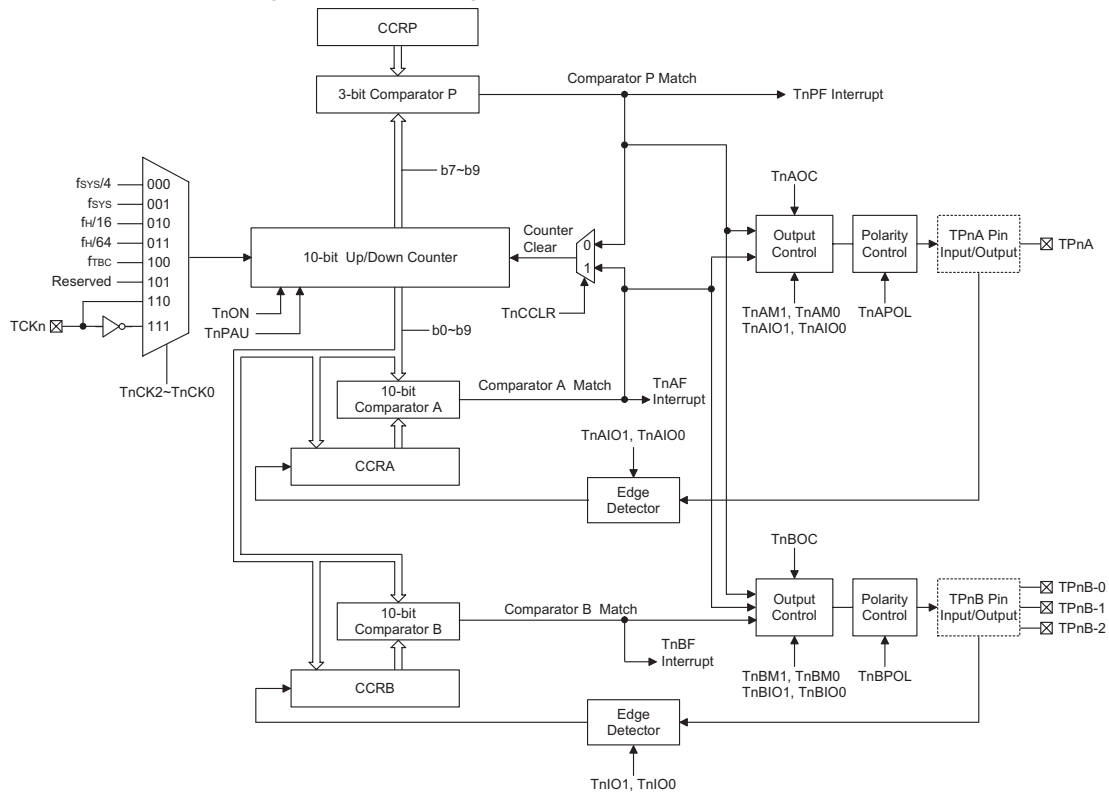 CCRP
3-bit Comparator P
Comparator P Match
TnPF Interrupt
b7~b9
fSYS/4
000
fSYS
001
fH/16
010
fH/64
011
fTBC
100
Reserved
101
110
TCKn
111
TnCK2~TnCK0
10-bit Up/Down Counter
TnON
TnPAU
Counter
Clear
0
1
TnCCLR
b0~b9
TnAOC
Output
Control
TnAM1, TnAM0
TnAIO1, TnAIO0
Polarity
Control
TnAPOL
TPnA Pin
Input/Output
TPnA
10-bit
Comparator A
Comparator A Match
TnAF
Interrupt
CCRA
TnAIO1, TnAIO0
Edge
Detector
TnBOC
Output
Control
TnBM1, TnBM0
TnBIO1, TnBIO0
Polarity
Control
TnBPOL
TPnB Pin
Input/Output
TPnB-0
TPnB-1
TPnB-2
10-bit
Comparator B
Comparator B Match
TnBF
Interrupt
CCRB
Edge
Detector
TnIO1, TnIO0